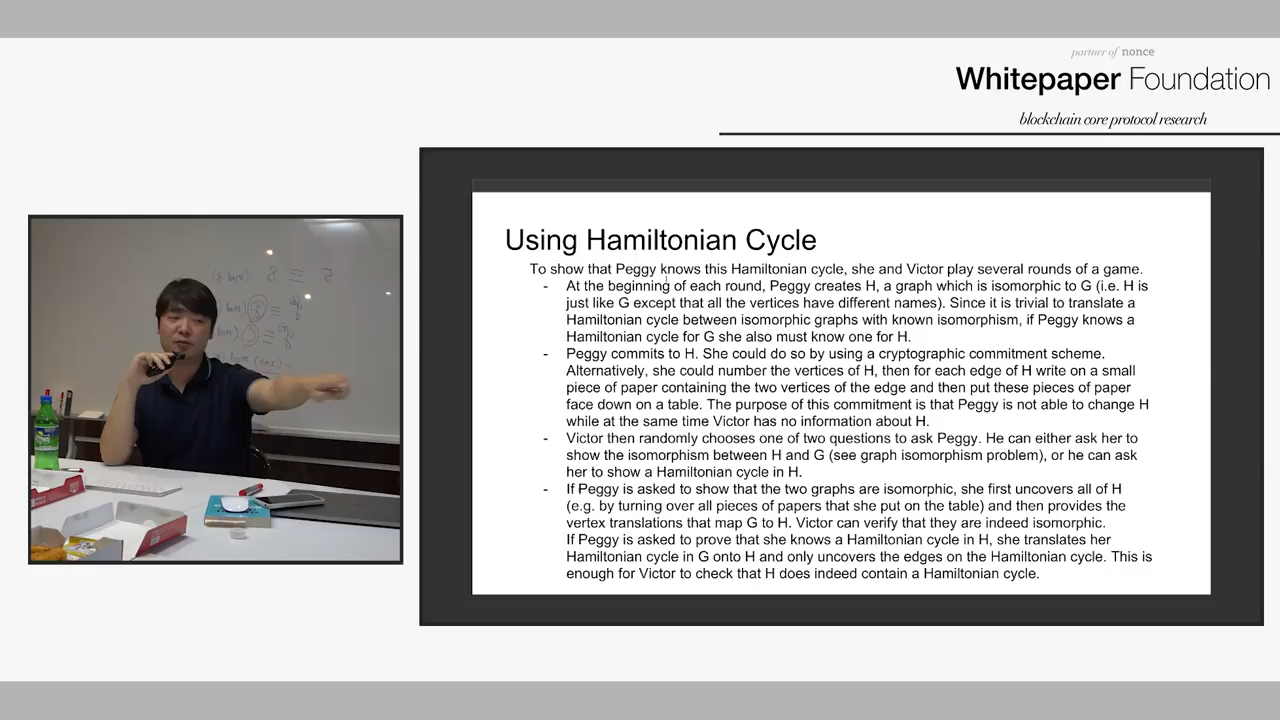 partner of nonce
Whitepaper Foundation
blockchain core protocol research
Using Hamiltonian Cycle
To show that Peggy knows this Hamiltonian cycle, she and Victor play several rounds of a game.
- At the beginning of each round, Peggy creates H, a graph which is isomorphic to G (i.e. H is
just like G except that all the vertices have different names). Since it is trivial to translate a
Hamiltonian cycle between isomorphic graphs with known isomorphism, if Peggy knows a
Hamiltonian cycle for G she also must know one for H.
- Peggy commits to H. She could do so by using a cryptographic commitment scheme.
Alternatively, she could number the vertices of H, then for each edge of H write on a small
piece of paper containing the two vertices of the edge and then put these pieces of paper
face down on a table. The purpose of this commitment is that Peggy is not able to change H
while at the same time Victor has no information about H.
- Victor then randomly chooses one of two questions to ask Peggy. He can either ask her to
show the isomorphism between H and G (see graph isomorphism problem), or he can ask
her to show a Hamiltonian cycle in H.
- If Peggy is asked to show that the two graphs are isomorphic, she first uncovers all of H
(e.g. by turning over all pieces of papers that she put on the table) and then provides the
vertex translations that map G to H. Victor can verify that they are indeed isomorphic.
If Peggy is asked to prove that she knows a Hamiltonian cycle in H, she translates her
Hamiltonian cycle in G onto H and only uncovers the edges on the Hamiltonian cycle. This is
enough for Victor to check that H does indeed contain a Hamiltonian cycle.